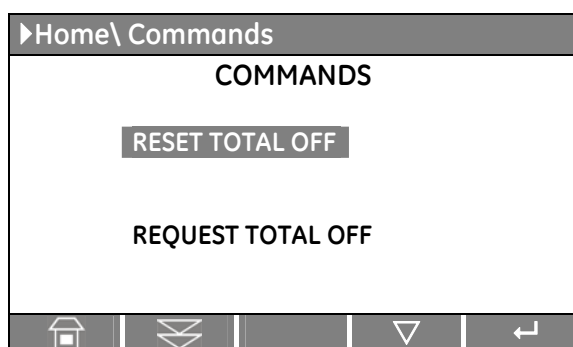 Home\ Commands
COMMANDS
RESET TOTAL OFF
REQUEST TOTAL OFF